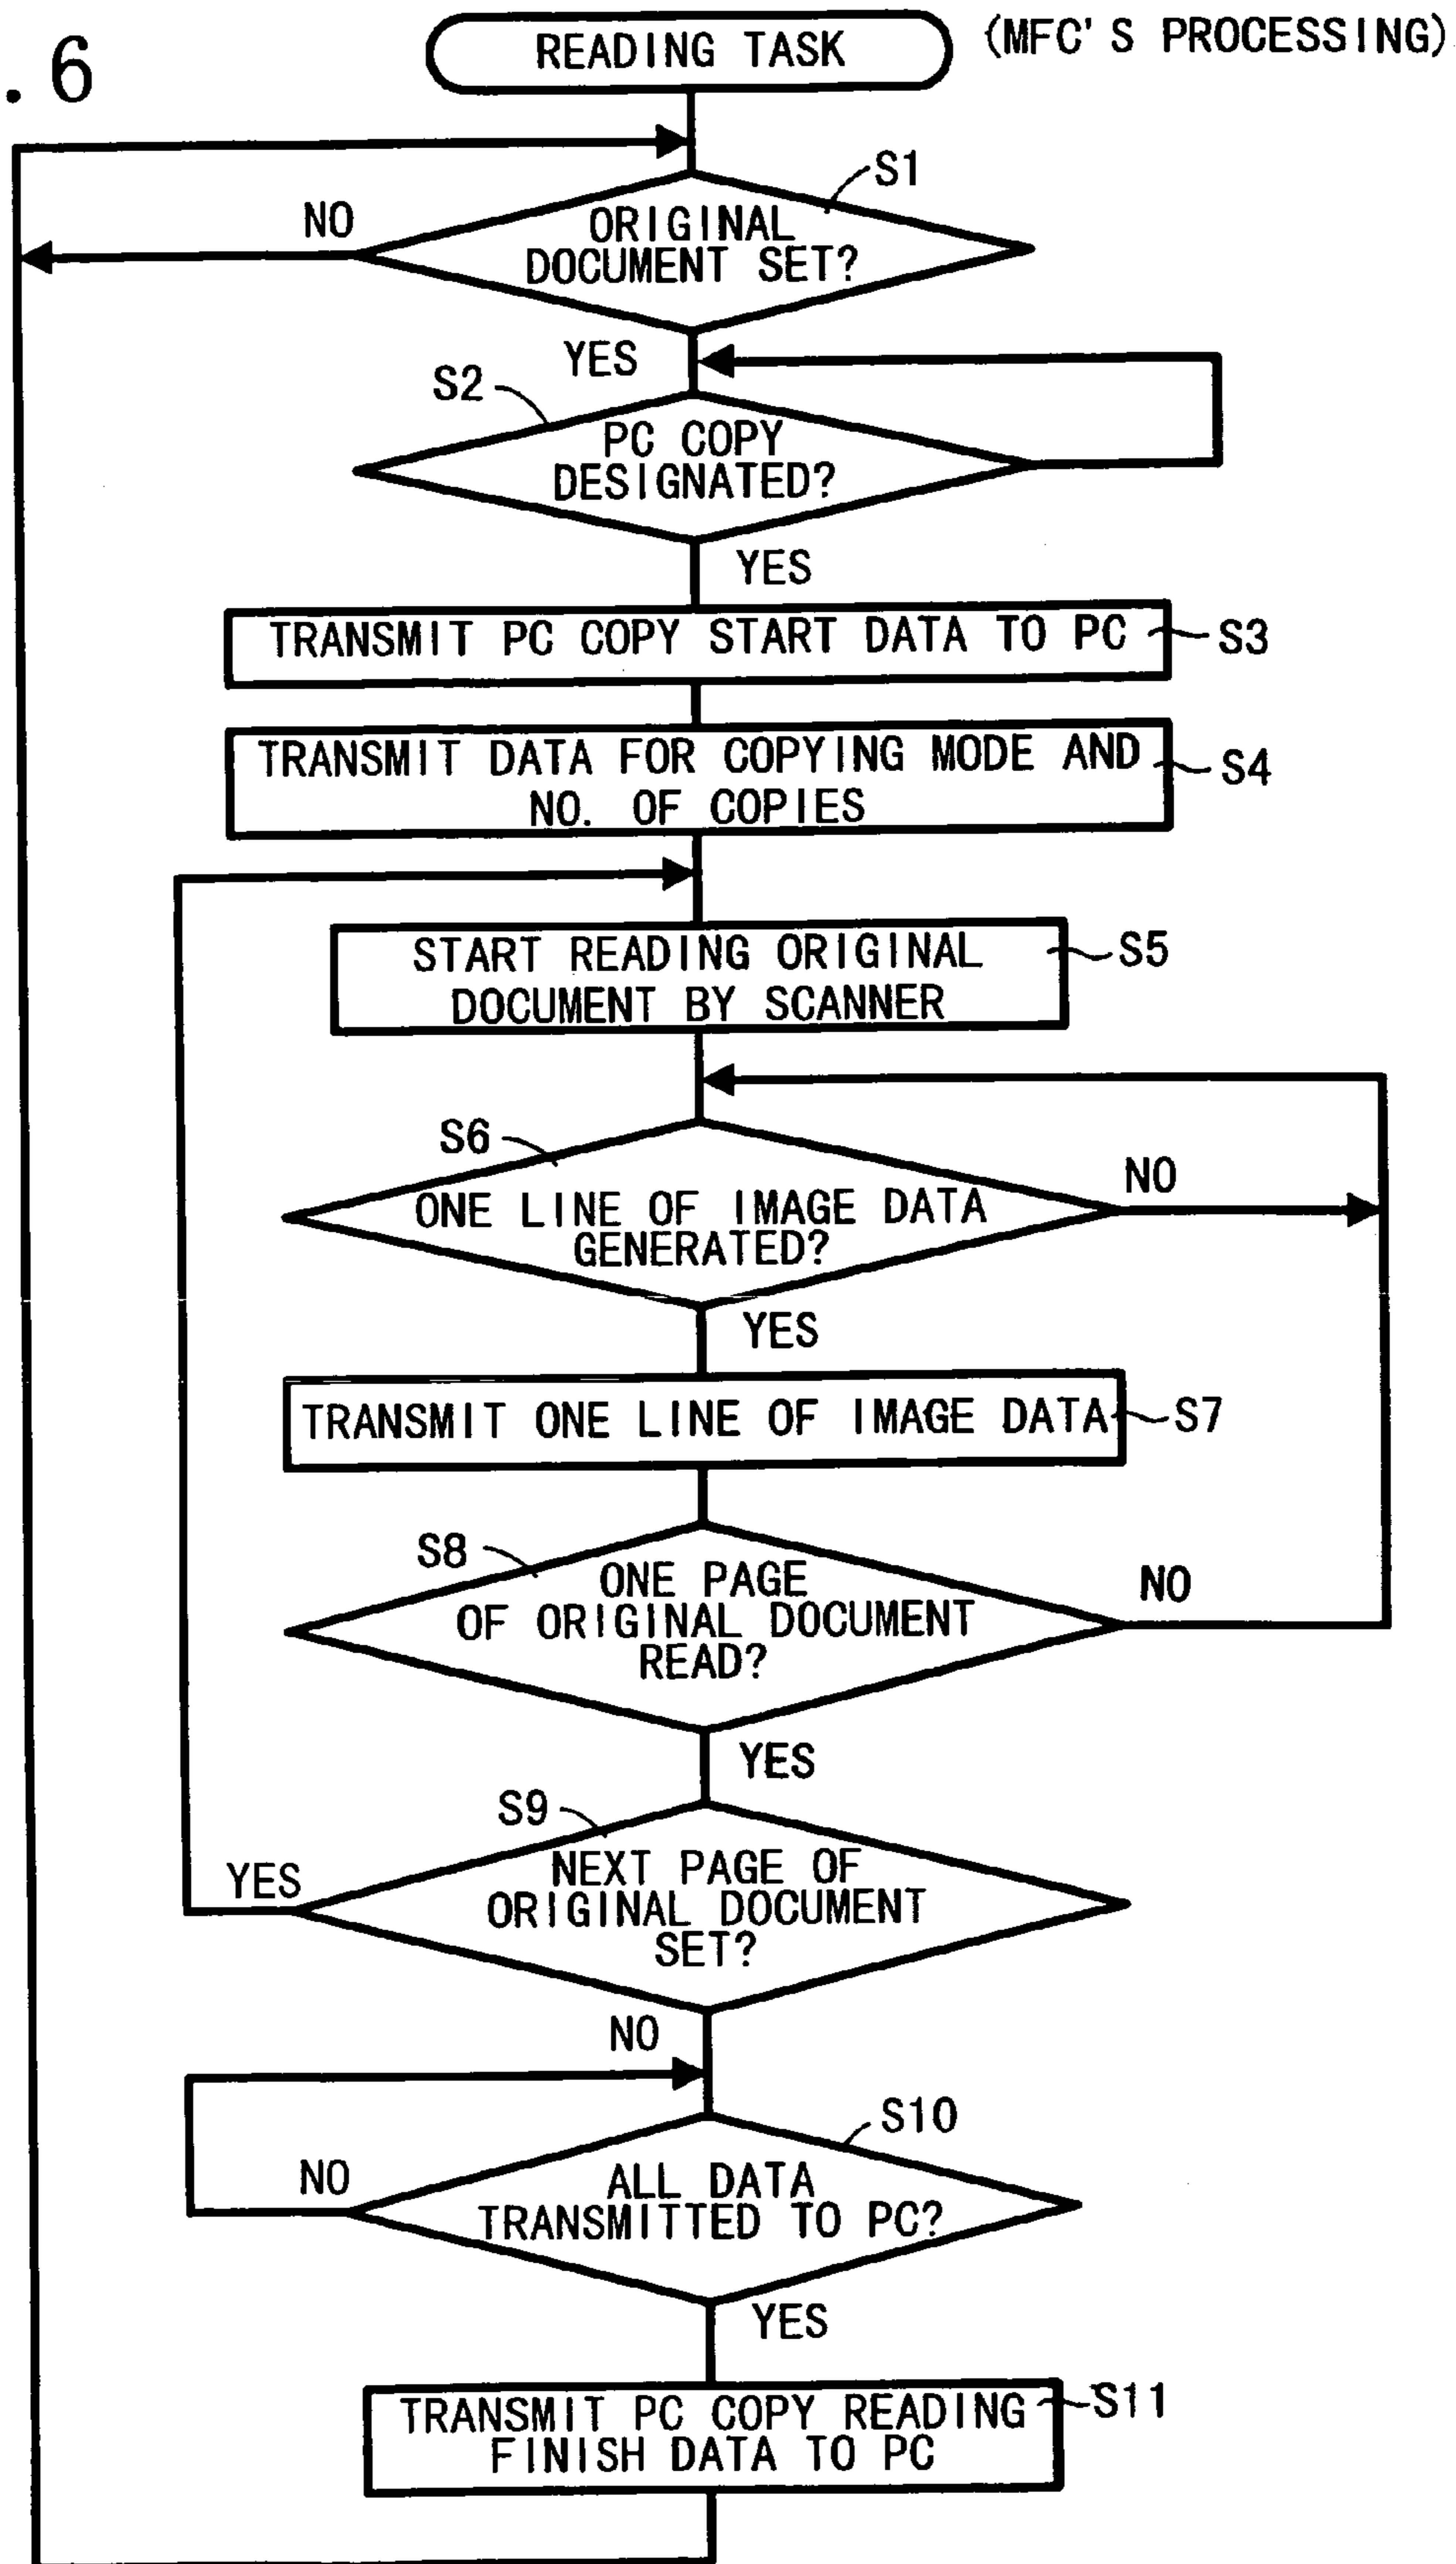 . 6
READING TASK
(MFC'S PROCESSING)
S1
NO
ORIGINAL
DOCUMENT SET?
YES
S2
PC COPY
DESIGNATED?
YES
TRANSMIT PC COPY START DATA TO PC
S3
TRANSMIT DATA FOR COPYING MODE AND
NO. OF COPIES
S4
START READING ORIGINAL
DOCUMENT BY SCANNER
S5
S6
NO
ONE LINE OF IMAGE DATA
GENERATED?
YES
TRANSMIT ONE LINE OF IMAGE DATA
S7
S8
ONE PAGE
OF ORIGINAL DOCUMENT
READ?
NO
YES
S9
YES
NEXT PAGE OF
ORIGINAL DOCUMENT
SET?
NO
S10
NO
ALL DATA
TRANSMITTED TO PC?
YES
TRANSMIT PC COPY READING
FINISH DATA TO PC
S11